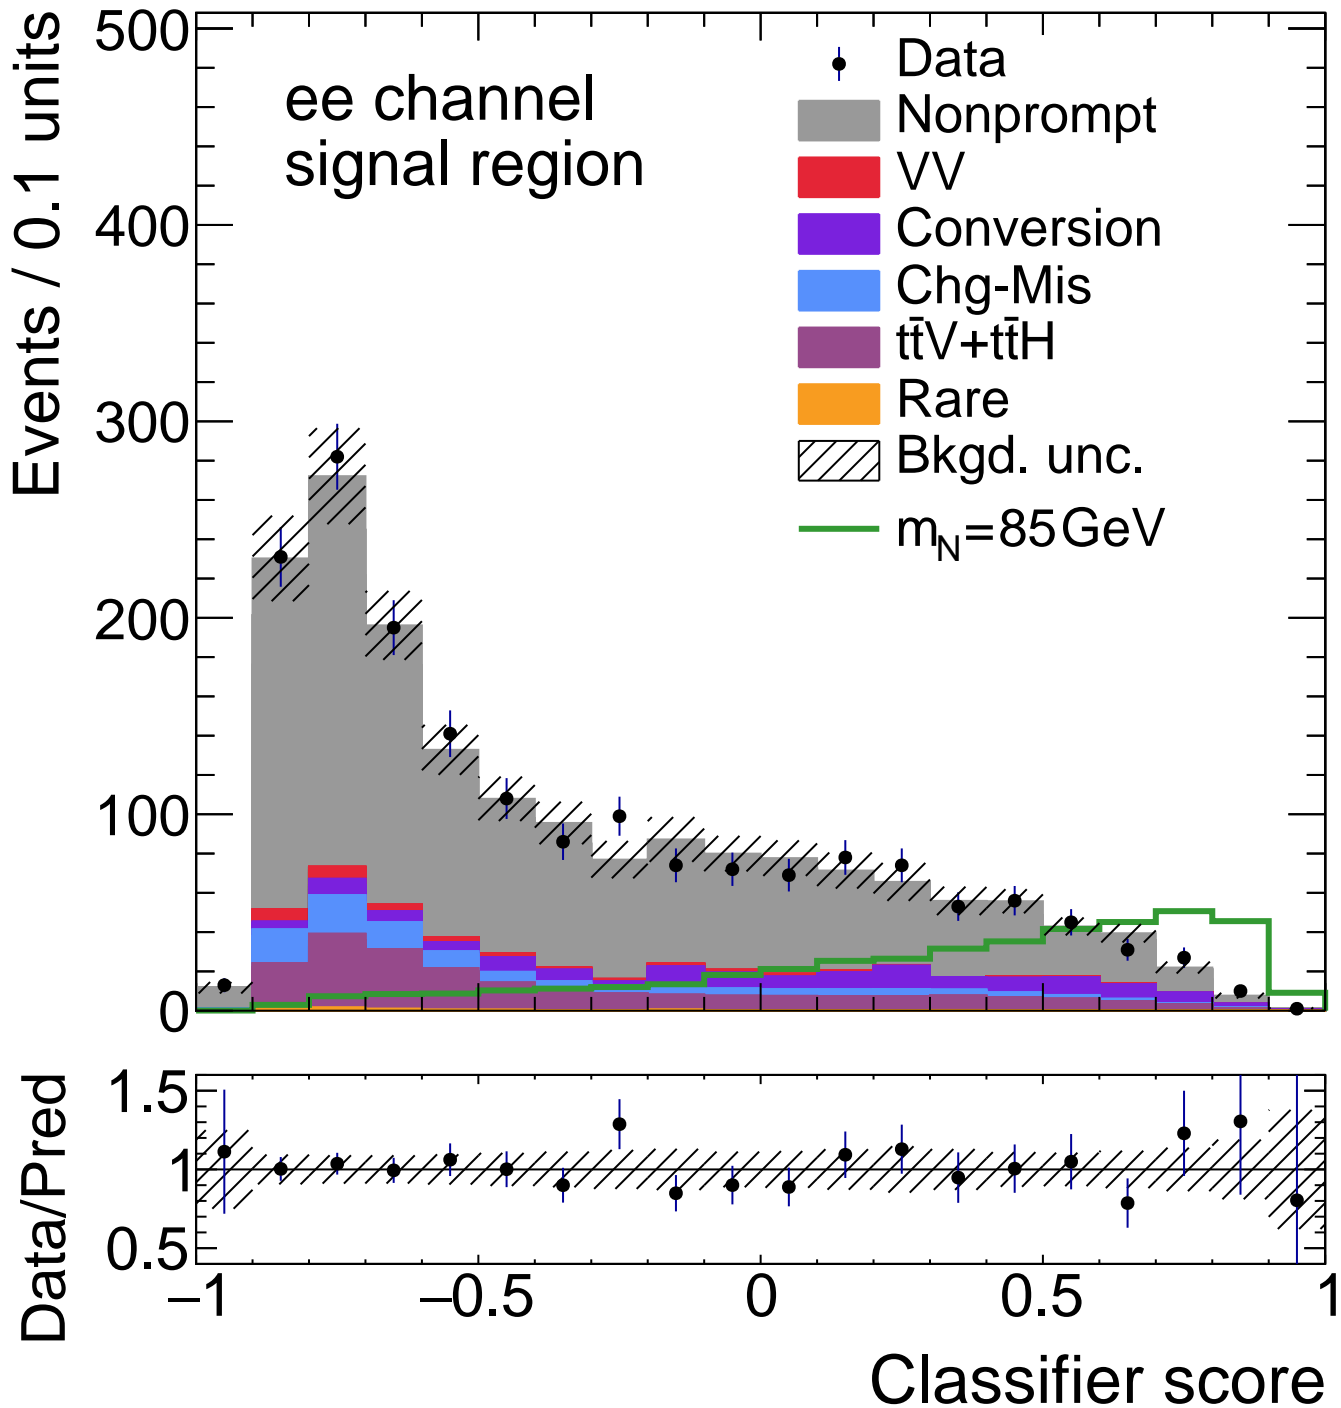 Events / 0.1 units
500
400
300
200
100
0
ee channel
signal region
Data
Nonprompt
VV
Conversion
Chg-Mis
tt̄V+tt̄H
Rare
Bkgd. unc.
m_N=85GeV
Data/Pred
1.5
1
0.5
−1
−0.5
0
0.5
1
Classifier score